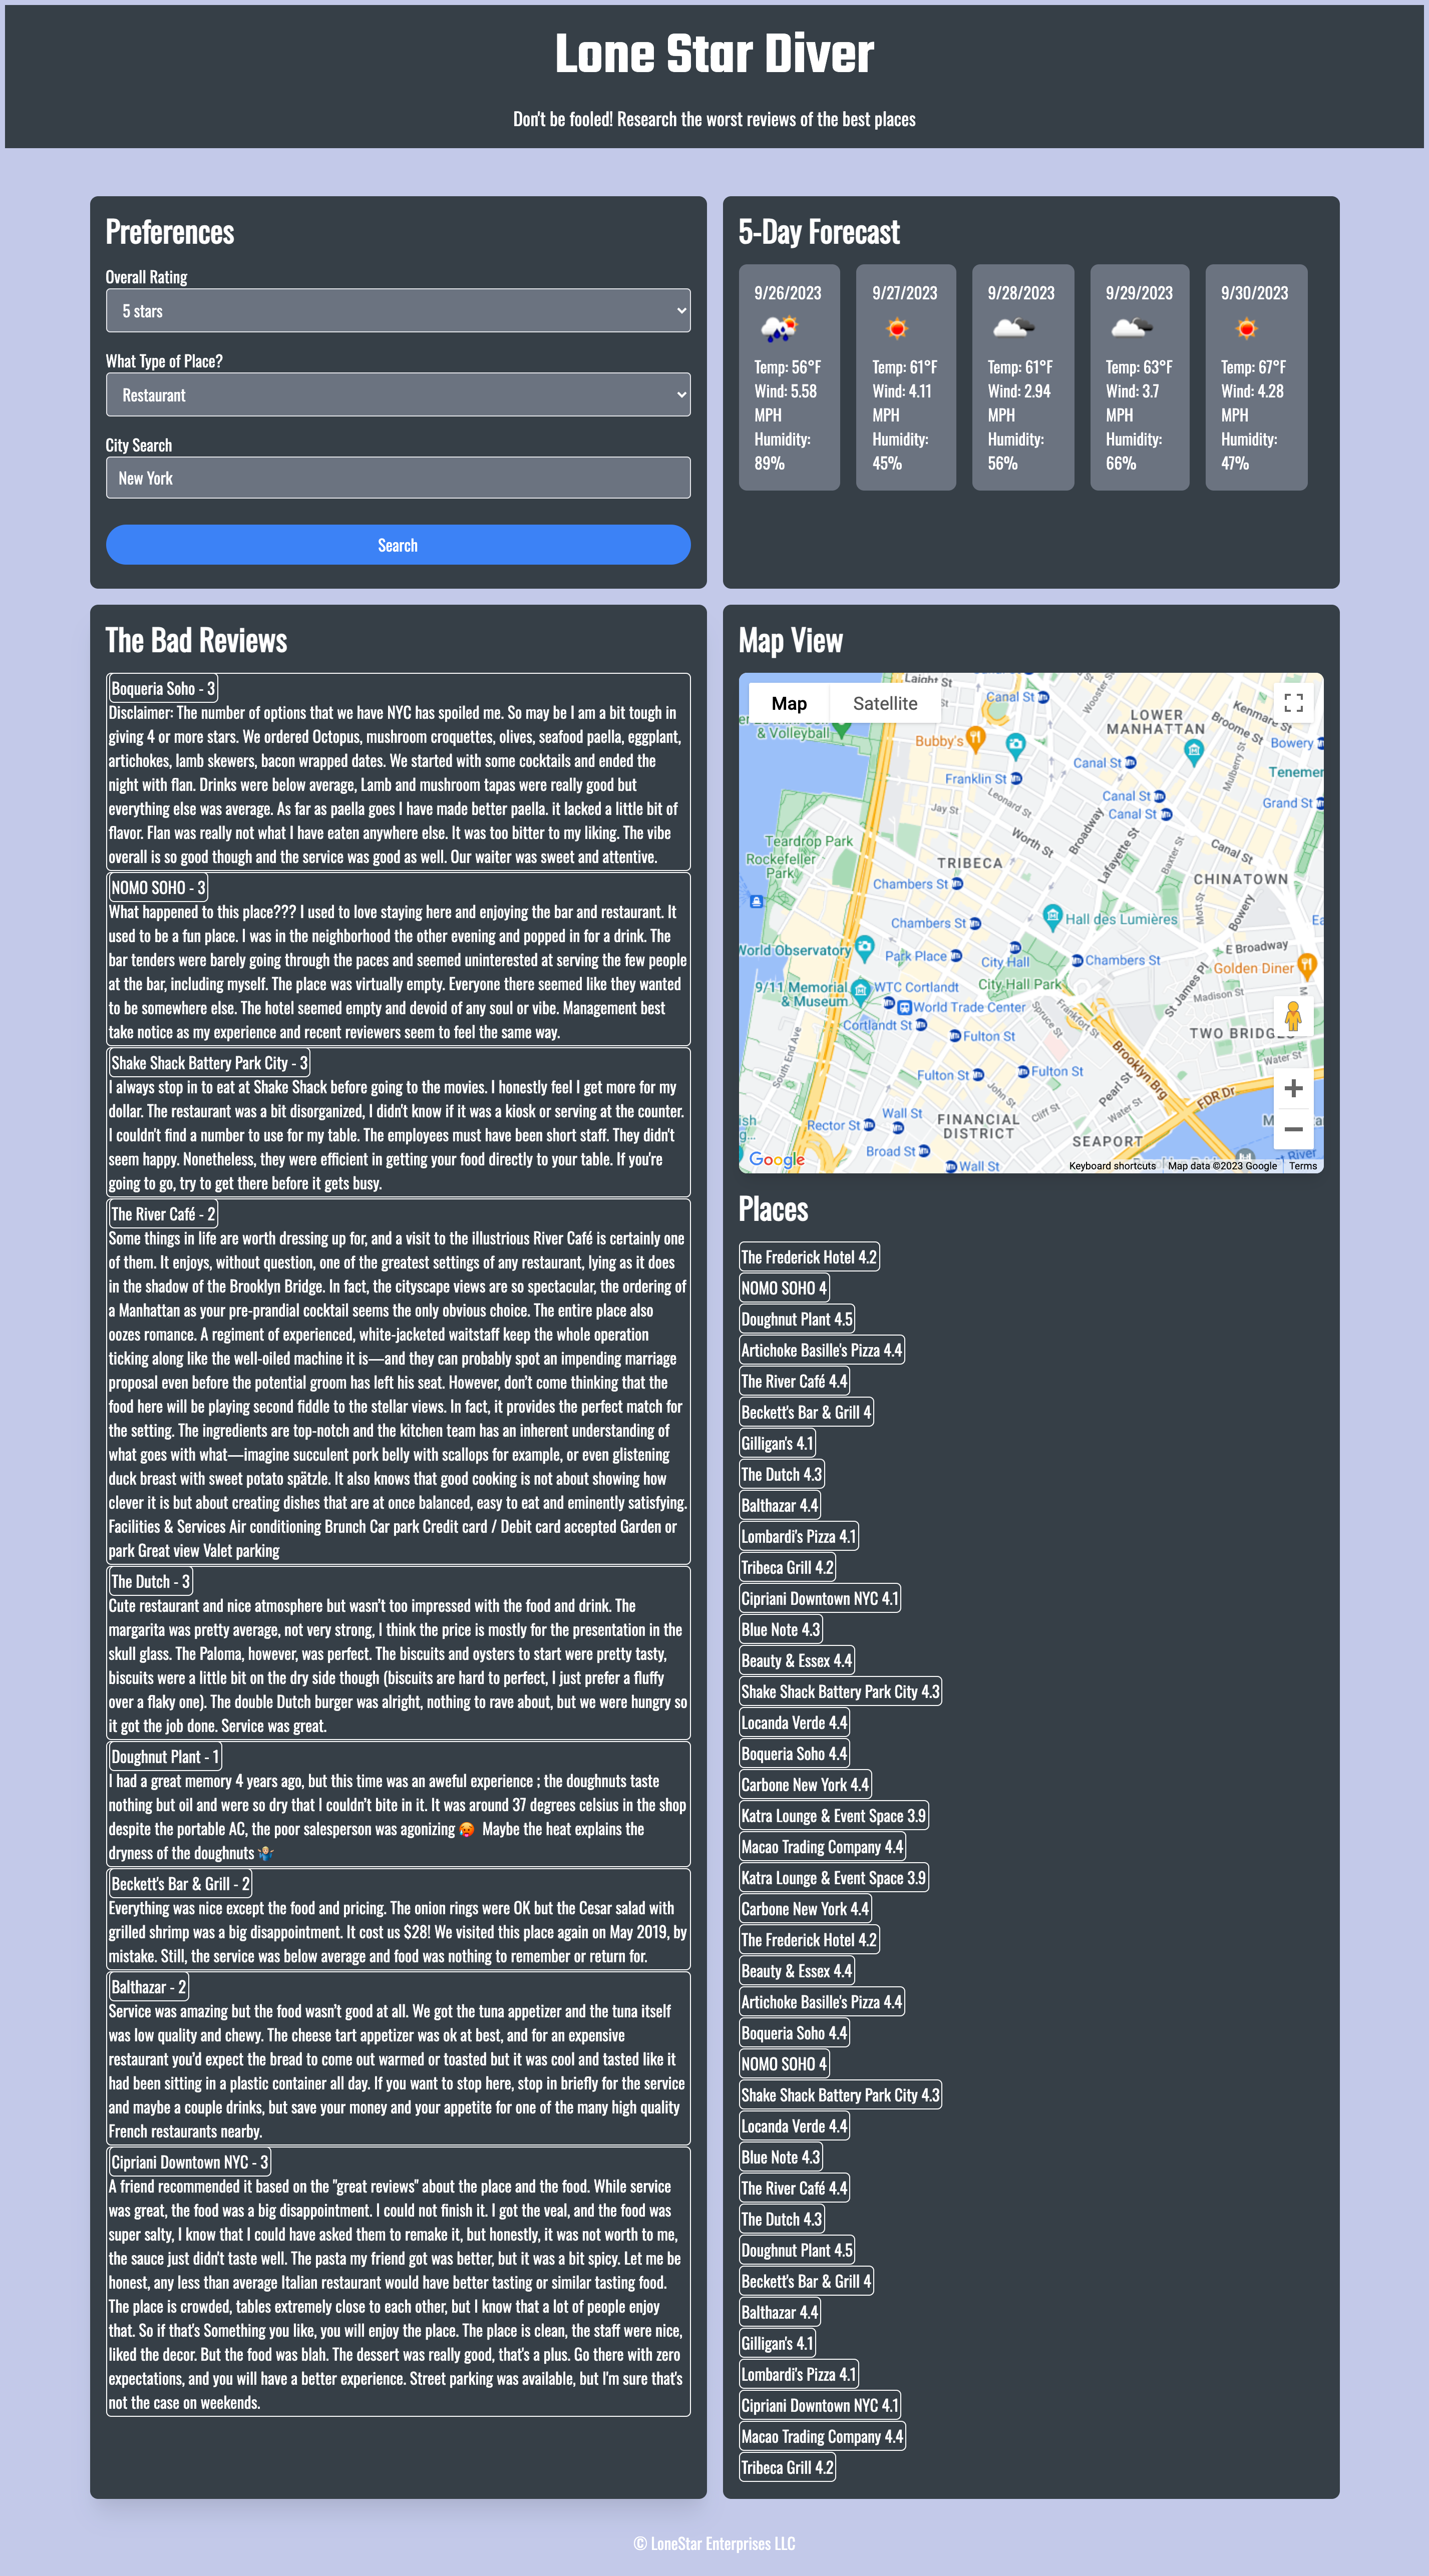 Lone Star Diver
Don't be fooled! Research the worst reviews of the best places
Preferences
Overall Rating
5 stars
What Type of Place?
Restaurant
City Search
New York
Search
5-Day Forecast
9/26/2023
Temp: 56°F
Wind: 5.58
MPH
Humidity:
89%
9/27/2023
Temp: 61°F
Wind: 4.11
MPH
Humidity:
45%
9/28/2023
Temp: 61°F
Wind: 2.94
MPH
Humidity:
56%
9/29/2023
Temp: 63°F
Wind: 3.7
MPH
Humidity:
66%
9/30/2023
Temp: 67°F
Wind: 4.28
MPH
Humidity:
47%
The Bad Reviews
Boqueria Soho - 3
Disclaimer: The number of options that we have NYC has spoiled me. So may be I am a bit tough in
giving 4 or more stars. We ordered Octopus, mushroom croquettes, olives, seafood paella, eggplant,
artichokes, lamb skewers, bacon wrapped dates. We started with some cocktails and ended the
night with flan. Drinks were below average, Lamb and mushroom tapas were really good but
everything else was average. As far as paella goes I have made better paella. it lacked a little bit of
flavor. Flan was really not what I have eaten anywhere else. It was too bitter to my liking. The vibe
overall is so good though and the service was good as well. Our waiter was sweet and attentive.
NOMO SOHO - 3
What happened to this place??? I used to love staying here and enjoying the bar and restaurant. It
used to be a fun place. I was in the neighborhood the other evening and popped in for a drink. The
bar tenders were barely going through the paces and seemed uninterested at serving the few people
at the bar, including myself. The place was virtually empty. Everyone there seemed like they wanted
to be somewhere else. The hotel seemed empty and devoid of any soul or vibe. Management best
take notice as my experience and recent reviewers seem to feel the same way.
Shake Shack Battery Park City - 3
I always stop in to eat at Shake Shack before going to the movies. I honestly feel I get more for my
dollar. The restaurant was a bit disorganized, I didn't know if it was a kiosk or serving at the counter.
I couldn't find a number to use for my table. The employees must have been short staff. They didn't
seem happy. Nonetheless, they were efficient in getting your food directly to your table. If you're
going to go, try to get there before it gets busy.
The River Café - 2
Some things in life are worth dressing up for, and a visit to the illustrious River Café is certainly one
of them. It enjoys, without question, one of the greatest settings of any restaurant, lying as it does
in the shadow of the Brooklyn Bridge. In fact, the cityscape views are so spectacular, the ordering of
a Manhattan as your pre-prandial cocktail seems the only obvious choice. The entire place also
oozes romance. A regiment of experienced, white-jacketed waitstaff keep the whole operation
ticking along like the well-oiled machine it is—and they can probably spot an impending marriage
proposal even before the potential groom has left his seat. However, don't come thinking that the
food here will be playing second fiddle to the stellar views. In fact, it provides the perfect match for
the setting. The ingredients are top-notch and the kitchen team has an inherent understanding of
what goes with what—imagine succulent pork belly with scallops for example, or even glistening
duck breast with sweet potato spätzle. It also knows that good cooking is not about showing how
clever it is but about creating dishes that are at once balanced, easy to eat and eminently satisfying.
Facilities & Services Air conditioning Brunch Car park Credit card / Debit card accepted Garden or
park Great view Valet parking
The Dutch - 3
Cute restaurant and nice atmosphere but wasn't too impressed with the food and drink. The
margarita was pretty average, not very strong, I think the price is mostly for the presentation in the
skull glass. The Paloma, however, was perfect. The biscuits and oysters to start were pretty tasty,
biscuits were a little bit on the dry side though (biscuits are hard to perfect, I just prefer a fluffy
over a flaky one). The double Dutch burger was alright, nothing to rave about, but we were hungry so
it got the job done. Service was great.
Doughnut Plant - 1
I had a great memory 4 years ago, but this time was an aweful experience ; the doughnuts taste
nothing but oil and were so dry that I couldn't bite in it. It was around 37 degrees celsius in the shop
despite the portable AC, the poor salesperson was agonizing 🥵 Maybe the heat explains the
dryness of the doughnuts 🤷
Beckett's Bar & Grill - 2
Everything was nice except the food and pricing. The onion rings were OK but the Cesar salad with
grilled shrimp was a big disappointment. It cost us $28! We visited this place again on May 2019, by
mistake. Still, the service was below average and food was nothing to remember or return for.
Balthazar - 2
Service was amazing but the food wasn't good at all. We got the tuna appetizer and the tuna itself
was low quality and chewy. The cheese tart appetizer was ok at best, and for an expensive
restaurant you'd expect the bread to come out warmed or toasted but it was cool and tasted like it
had been sitting in a plastic container all day. If you want to stop here, stop in briefly for the service
and maybe a couple drinks, but save your money and your appetite for one of the many high quality
French restaurants nearby.
Cipriani Downtown NYC - 3
A friend recommended it based on the "great reviews" about the place and the food. While service
was great, the food was a big disappointment. I could not finish it. I got the veal, and the food was
super salty, I know that I could have asked them to remake it, but honestly, it was not worth to me,
the sauce just didn't taste well. The pasta my friend got was better, but it was a bit spicy. Let me be
honest, any less than average Italian restaurant would have better tasting or similar tasting food.
The place is crowded, tables extremely close to each other, but I know that a lot of people enjoy
that. So if that's Something you like, you will enjoy the place. The place is clean, the staff were nice,
liked the decor. But the food was blah. The dessert was really good, that's a plus. Go there with zero
expectations, and you will have a better experience. Street parking was available, but I'm sure that's
not the case on weekends.
Map View
Map
Satellite
Laight St
Canal St
Wooster St
LOWER
MANHATTAN
Kenmare
Broome St
& Volleyball
Bubby's
Bowery
Canal St
Mulberry St
Tenemen
Franklin St
Canal St
Canal St
Grand St
Jay St
Leonard St
Worth St
Broadway
Lafayette St
Baxter St
Canal St
Teardrop Park
Rockefeller
Park
TRIBECA
CHINATOWN
Chambers St
Mott St
Bowery
Chambers St
Hall des Lumières
Ea
World Observatory
Park Place
City Hall
Chambers St
E Broadway
Golden Diner
9/11 Memorial
& Museum
WTC Cortlandt
City Hall Park
St James Pl
Madison St
World Trade Center
Cortlandt St
Spruce St
Frankfort St
TWO BRIDGES
Fulton St
Water St
South End Ave
Brooklyn Brg
Fulton St
Fulton St
John St
Pearl St
FDR Dr
Cliff St
Water St
Wall St
Rector St
FINANCIAL
DISTRICT
SEAPORT
Broad St
Wall St
East River
Google
Keyboard shortcuts
Map data ©2023 Google
Terms
Places
The Frederick Hotel 4.2
NOMO SOHO 4
Doughnut Plant 4.5
Artichoke Basille's Pizza 4.4
The River Café 4.4
Beckett's Bar & Grill 4
Gilligan's 4.1
The Dutch 4.3
Balthazar 4.4
Lombardi's Pizza 4.1
Tribeca Grill 4.2
Cipriani Downtown NYC 4.1
Blue Note 4.3
Beauty & Essex 4.4
Shake Shack Battery Park City 4.3
Locanda Verde 4.4
Boqueria Soho 4.4
Carbone New York 4.4
Katra Lounge & Event Space 3.9
Macao Trading Company 4.4
Katra Lounge & Event Space 3.9
Carbone New York 4.4
The Frederick Hotel 4.2
Beauty & Essex 4.4
Artichoke Basille's Pizza 4.4
Boqueria Soho 4.4
NOMO SOHO 4
Shake Shack Battery Park City 4.3
Locanda Verde 4.4
Blue Note 4.3
The River Café 4.4
The Dutch 4.3
Doughnut Plant 4.5
Beckett's Bar & Grill 4
Balthazar 4.4
Gilligan's 4.1
Lombardi's Pizza 4.1
Cipriani Downtown NYC 4.1
Macao Trading Company 4.4
Tribeca Grill 4.2
© LoneStar Enterprises LLC